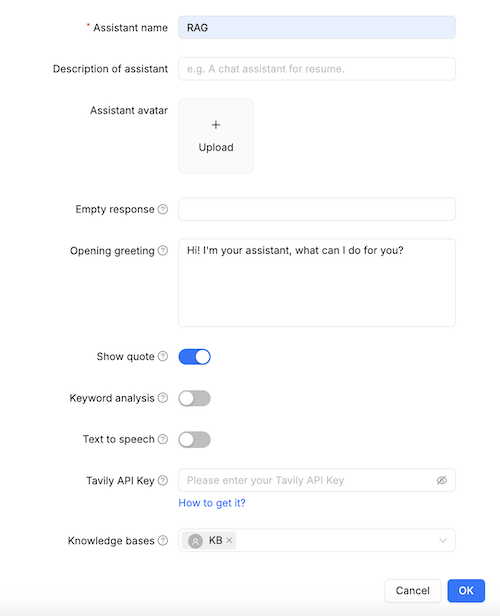 * Assistant name RAG
Description of assistant e.g. A chat assistant for resume.
Assistant avatar
+
Upload
Empty response ?
Opening greeting ? Hi! I'm your assistant, what can I do for you?
Show quote ?
Keyword analysis ?
Text to speech ?
Tavily API Key ? Please enter your Tavily API Key
How to get it?
Knowledge bases ? KB ×
Cancel OK